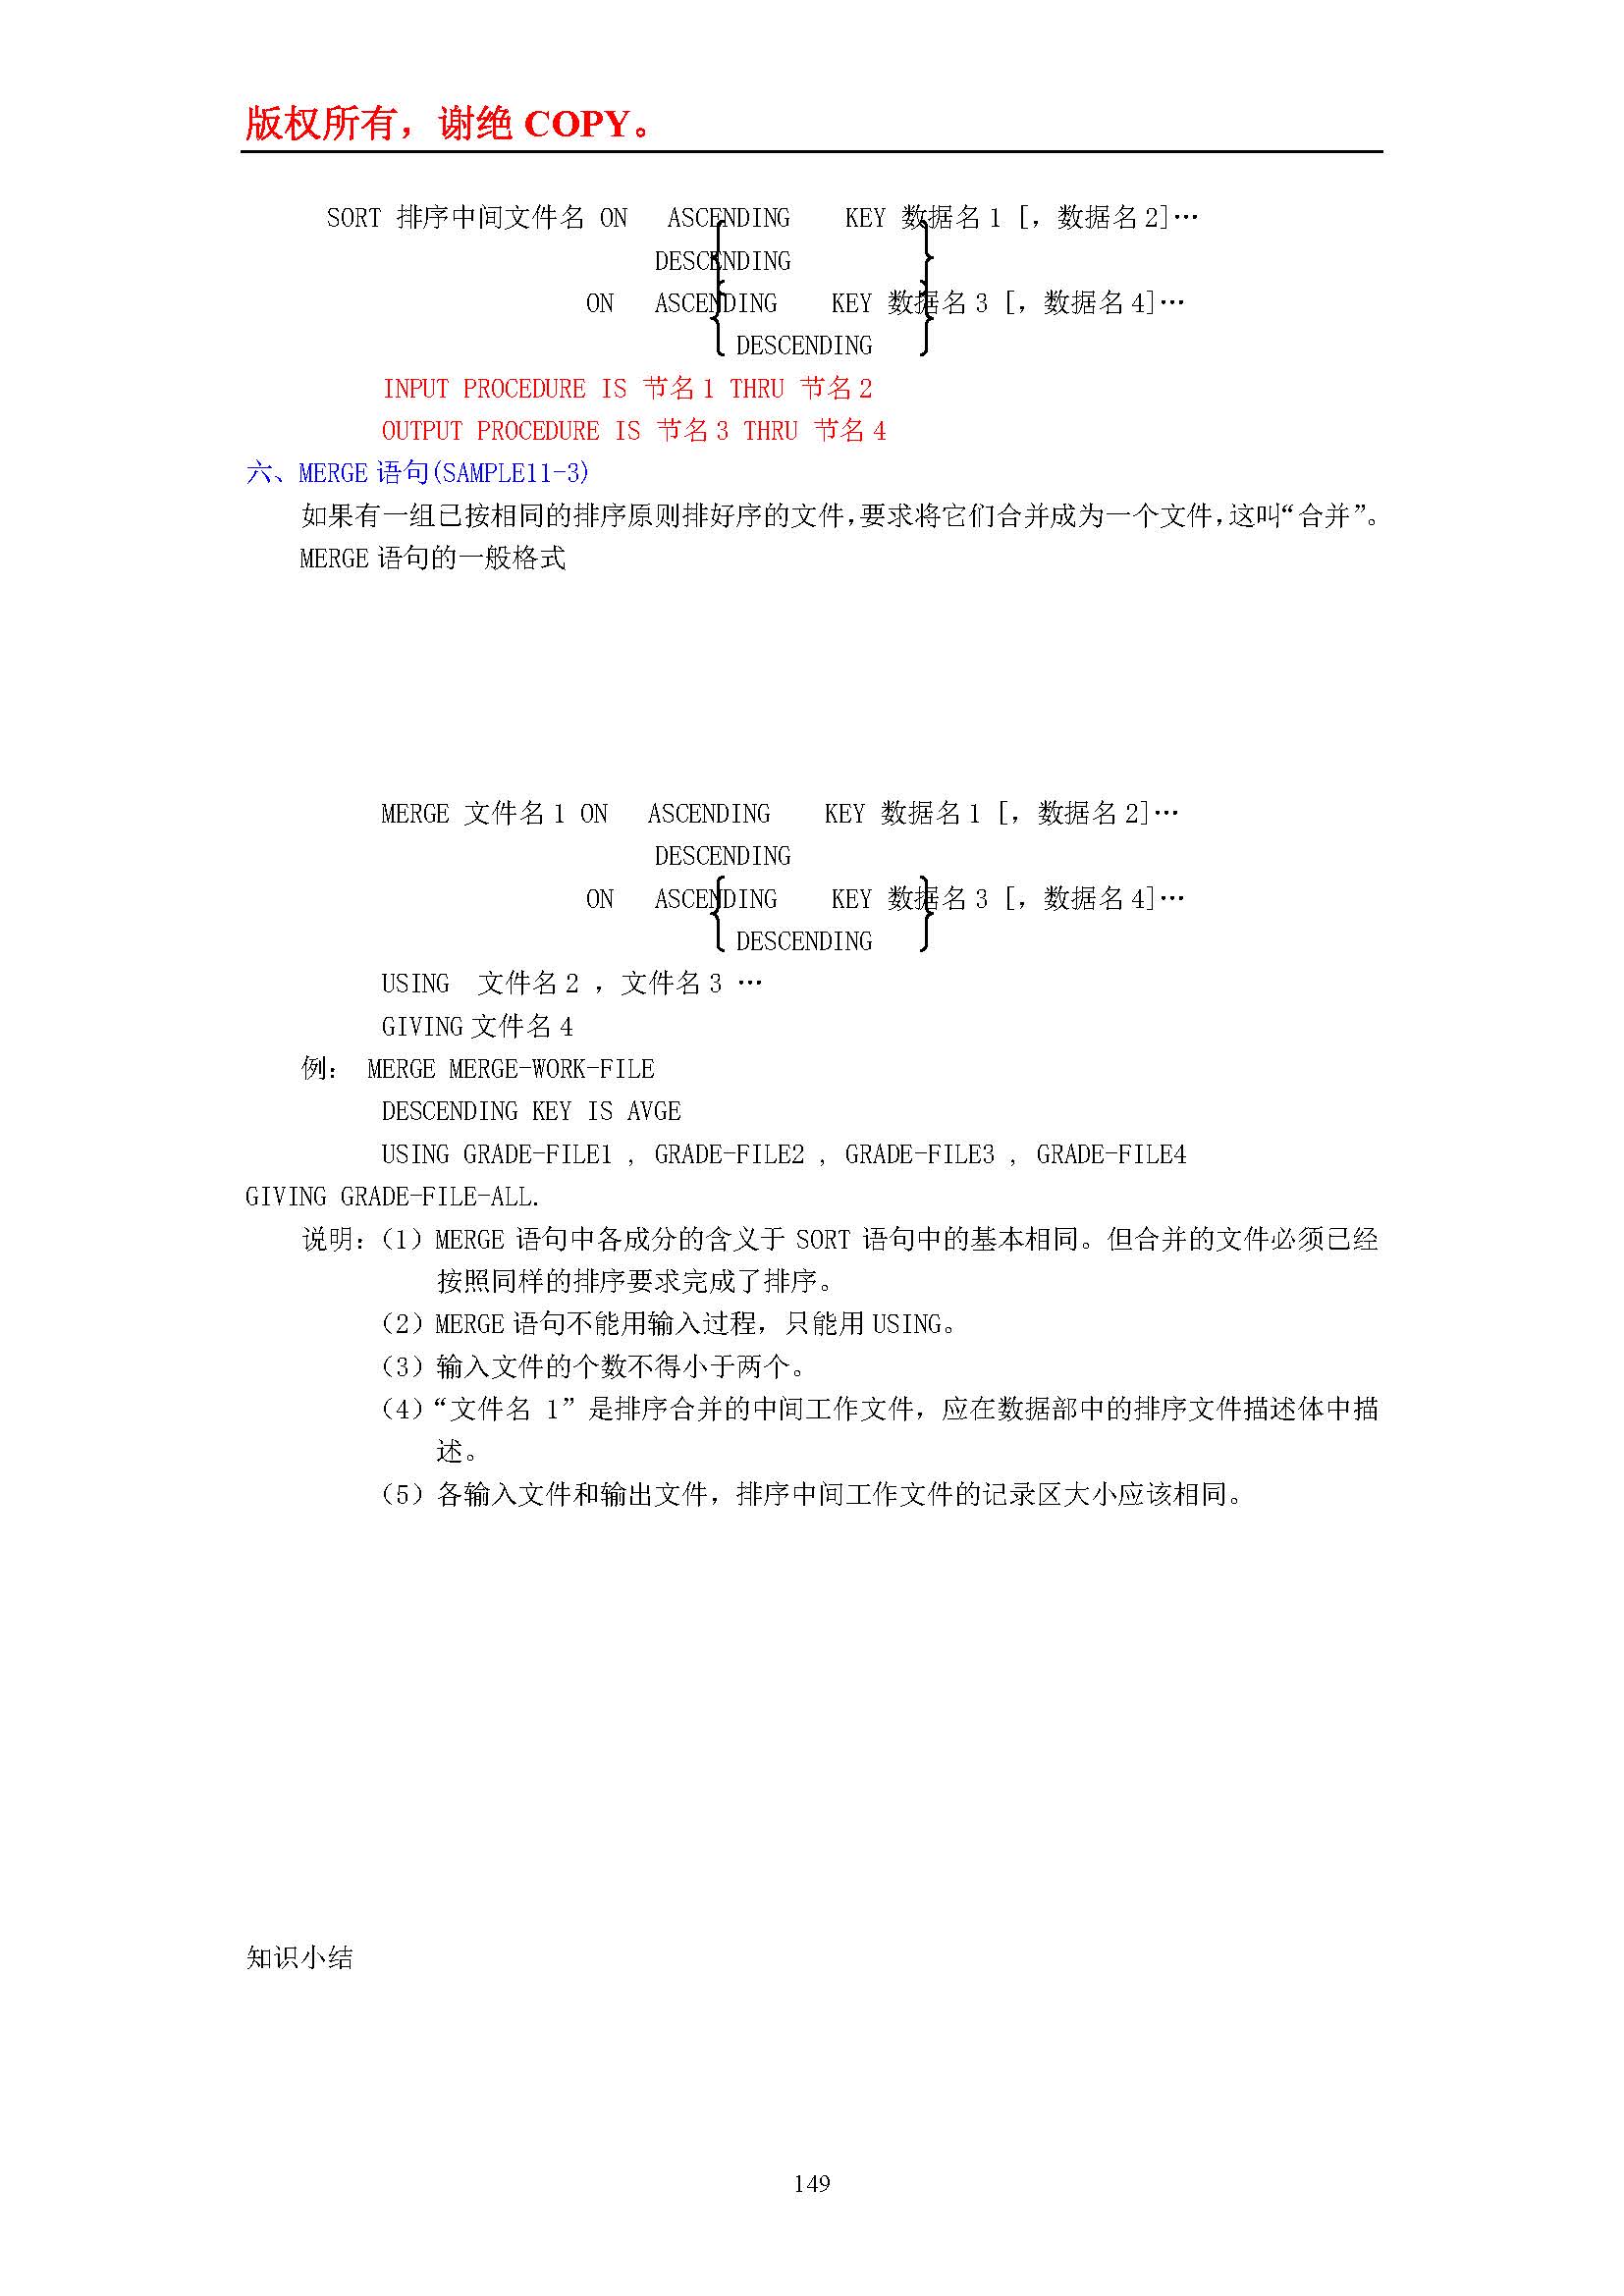 版权所有，谢绝 COPY。
SORT 排序中间文件名 ON ASCENDING KEY 数据名1 [，数据名2]…
DESCENDING
ON ASCENDING KEY 数据名3 [，数据名4]…
DESCENDING
INPUT PROCEDURE IS 节名1 THRU 节名2
OUTPUT PROCEDURE IS 节名3 THRU 节名4
六、MERGE 语句(SAMPLE11-3)
如果有一组已按相同的排序原则排好序的文件，要求将它们合并成为一个文件，这叫“合并”。
MERGE 语句的一般格式
MERGE 文件名1 ON ASCENDING KEY 数据名1 [，数据名2]…
DESCENDING
ON ASCENDING KEY 数据名3 [，数据名4]…
DESCENDING
USING 文件名2 ，文件名3 …
GIVING 文件名4
例： MERGE MERGE-WORK-FILE
DESCENDING KEY IS AVGE
USING GRADE-FILE1 , GRADE-FILE2 , GRADE-FILE3 , GRADE-FILE4
GIVING GRADE-FILE-ALL.
说明：（1）MERGE 语句中各成分的含义于 SORT 语句中的基本相同。但合并的文件必须已经
按照同样的排序要求完成了排序。
（2）MERGE 语句不能用输入过程，只能用 USING。
（3）输入文件的个数不得小于两个。
（4）“文件名 1”是排序合并的中间工作文件，应在数据部中的排序文件描述体中描
述。
（5）各输入文件和输出文件，排序中间工作文件的记录区大小应该相同。
知识小结
149